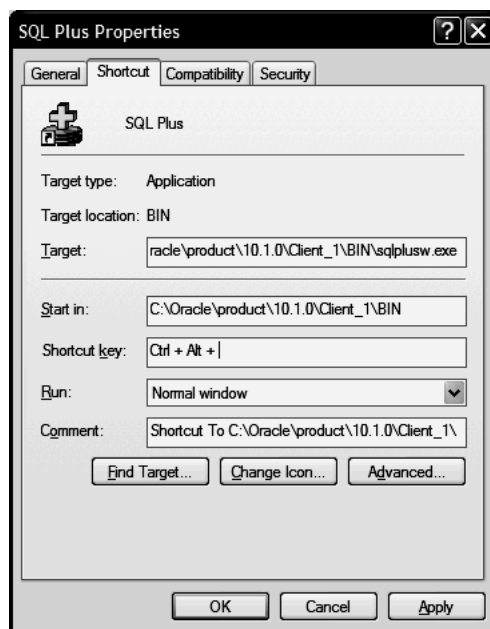 SQL Plus Properties
General Shortcut Compatibility Security
SQL Plus
Target type: Application
Target location: BIN
Target: racle\product\10.1.0\Client_1\BIN\sqlplusw.exe
Start in: C:\Oracle\product\10.1.0\Client_1\BIN
Shortcut key: Ctrl + Alt +
Run: Normal window
Comment: Shortcut To C:\Oracle\product\10.1.0\Client_1\
Find Target... Change Icon... Advanced...
OK Cancel Apply